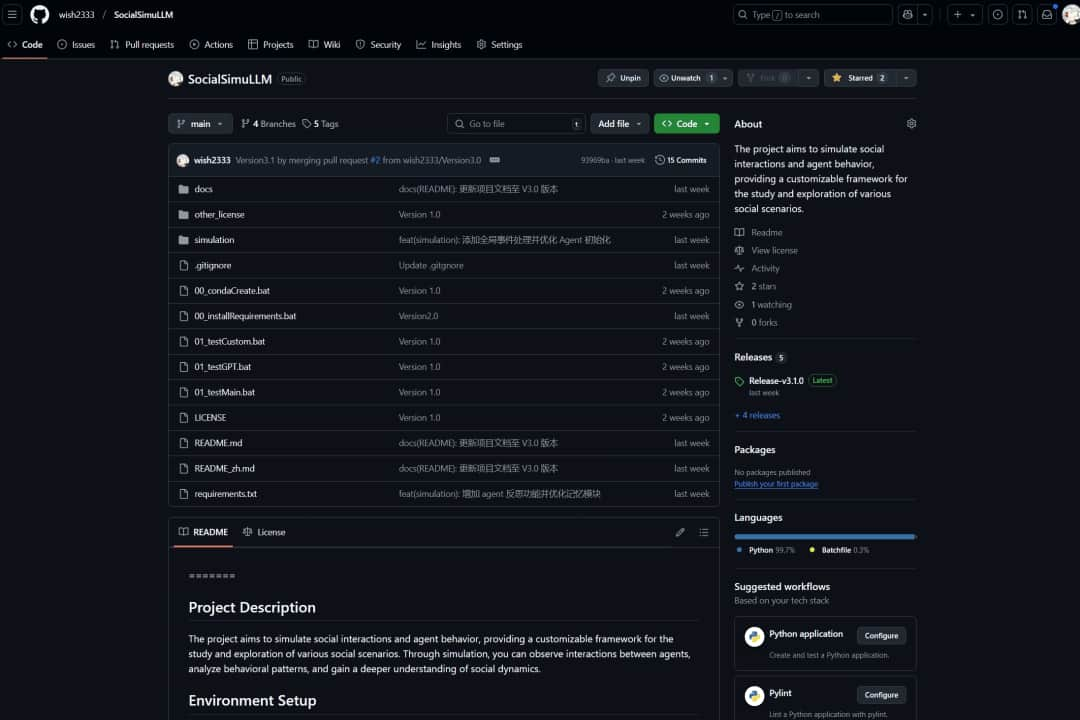 wish2333 / SocialSimuLLM
Type / to search
Code Issues Pull requests Actions Projects Wiki Security Insights Settings
SocialSimuLLM Public
Unpin Unwatch 1 Fork 0 Starred 2
main 4 Branches 5 Tags Go to file t Add file Code
wish2333 Version3.1 by merging pull request #2 from wish2333/Version3.0 93969ba · last week 15 Commits
docs docs(README): 更新项目文档至 V3.0 版本 last week
other_license Version 1.0 2 weeks ago
simulation feat(simulation): 添加全局事件处理并优化 Agent 初始化 last week
.gitignore Update .gitgnore last week
00_condaCreate.bat Version 1.0 2 weeks ago
00_installRequirements.bat Version2.0 last week
01_testCustom.bat Version 1.0 2 weeks ago
01_testGPT.bat Version 1.0 2 weeks ago
01_testMain.bat Version 1.0 2 weeks ago
LICENSE Version 1.0 2 weeks ago
README.md docs(README): 更新项目文档至 V3.0 版本 last week
README_zh.md docs(README): 更新项目文档至 V3.0 版本 last week
requirements.txt feat(simulation): 增加 agent 反思功能并优化记忆模块 last week
README License
=======
Project Description
The project aims to simulate social interactions and agent behavior, providing a customizable framework for the
study and exploration of various social scenarios. Through simulation, you can observe interactions between agents,
analyze behavioral patterns, and gain a deeper understanding of social dynamics.
Environment Setup
About
The project aims to simulate social
interactions and agent behavior,
providing a customizable framework for
the study and exploration of various
social scenarios.
Readme
View license
Activity
2 stars
1 watching
0 forks
Releases 5
Release-v3.1.0 Latest
last week
+ 4 releases
Packages
No packages published
Publish your first package
Languages
Python 99.7% Batchfile 0.3%
Suggested workflows
Based on your tech stack
Python application Configure
Create and test a Python application.
Pylint Configure
Lint a Python application with pylint.